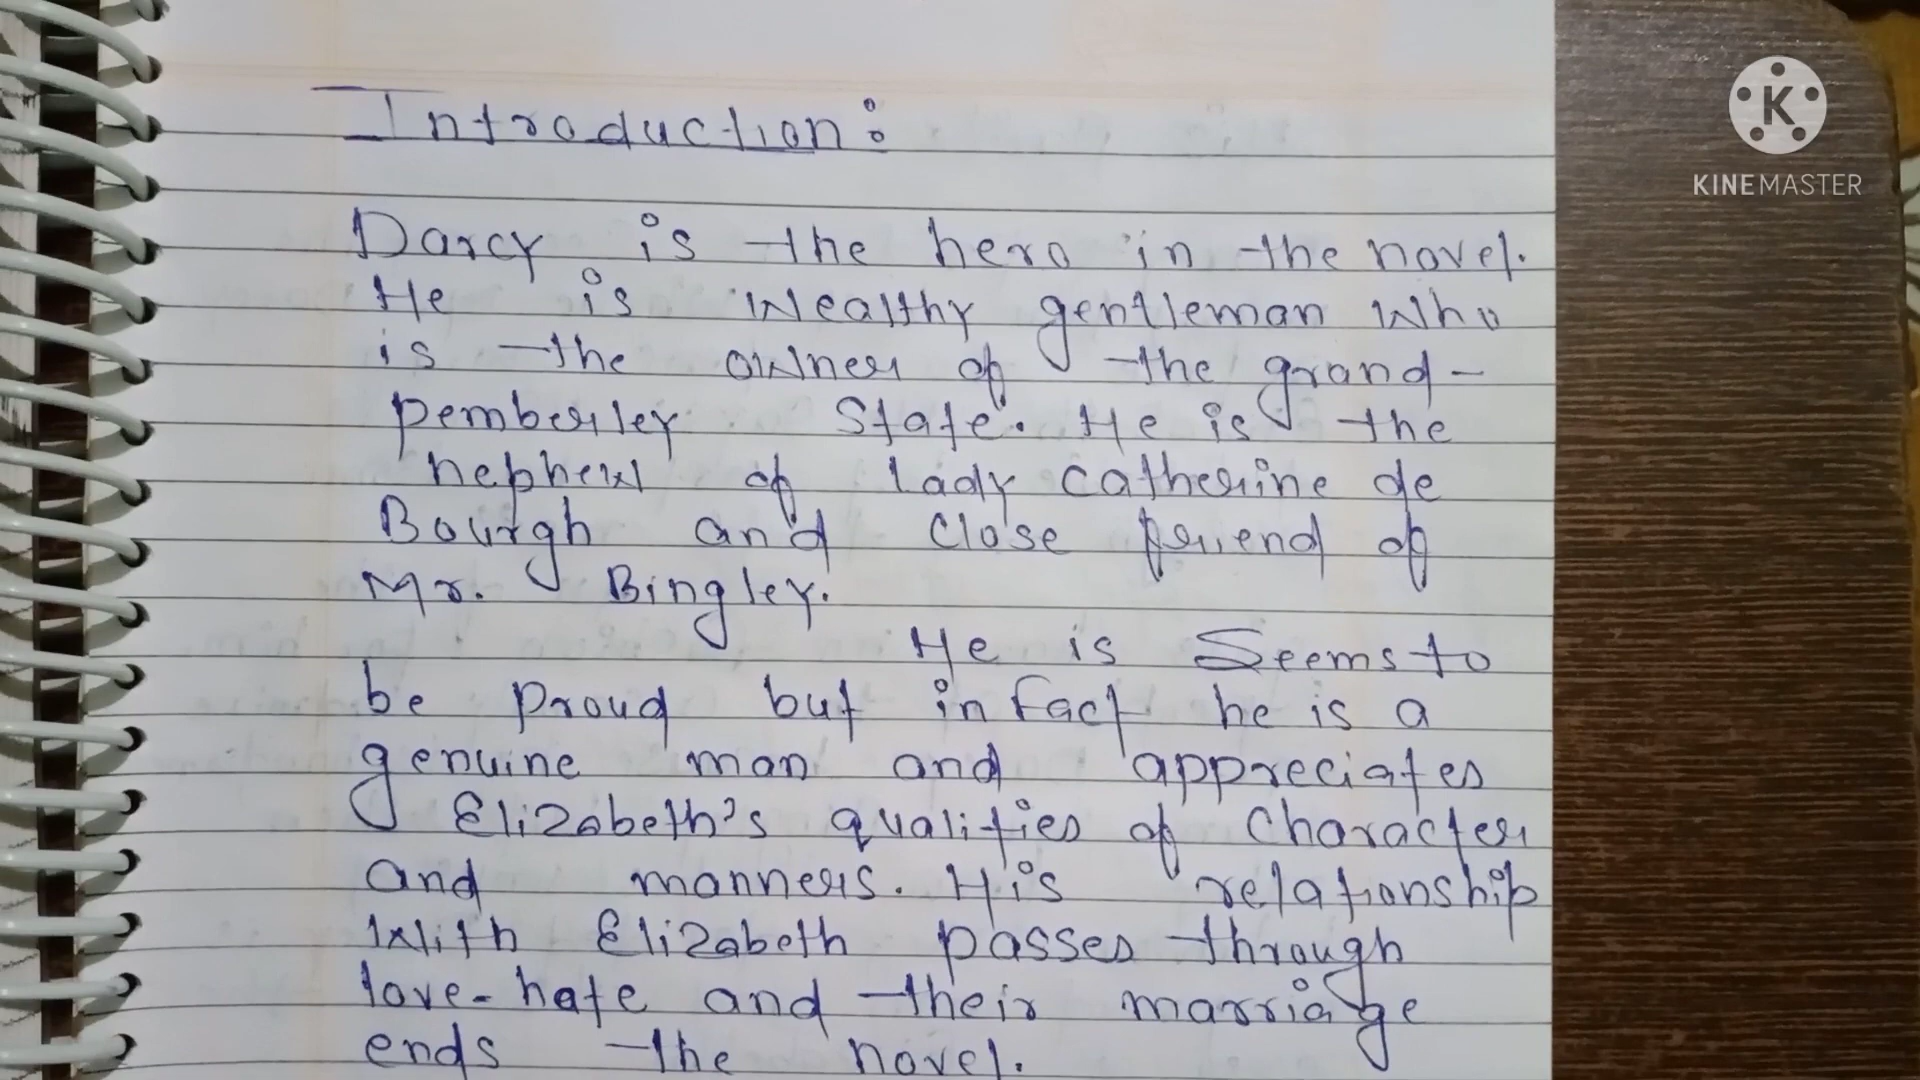 Introduction:
Darcy is the hero in the novel.
He is wealthy gentleman who
is the owner of the grand-
pemberley State. He is the
nephew of lady catherine de
Bourgh and close friend of
Mr. Bingley.
He is Seems to
be proud but in fact he is a
genuine man and appreciates
Elizabeth's qualities of character
and manners. His relationship
with Elizabeth passes through
love-hate and their marriage
ends the novel.
K
KINEMASTER